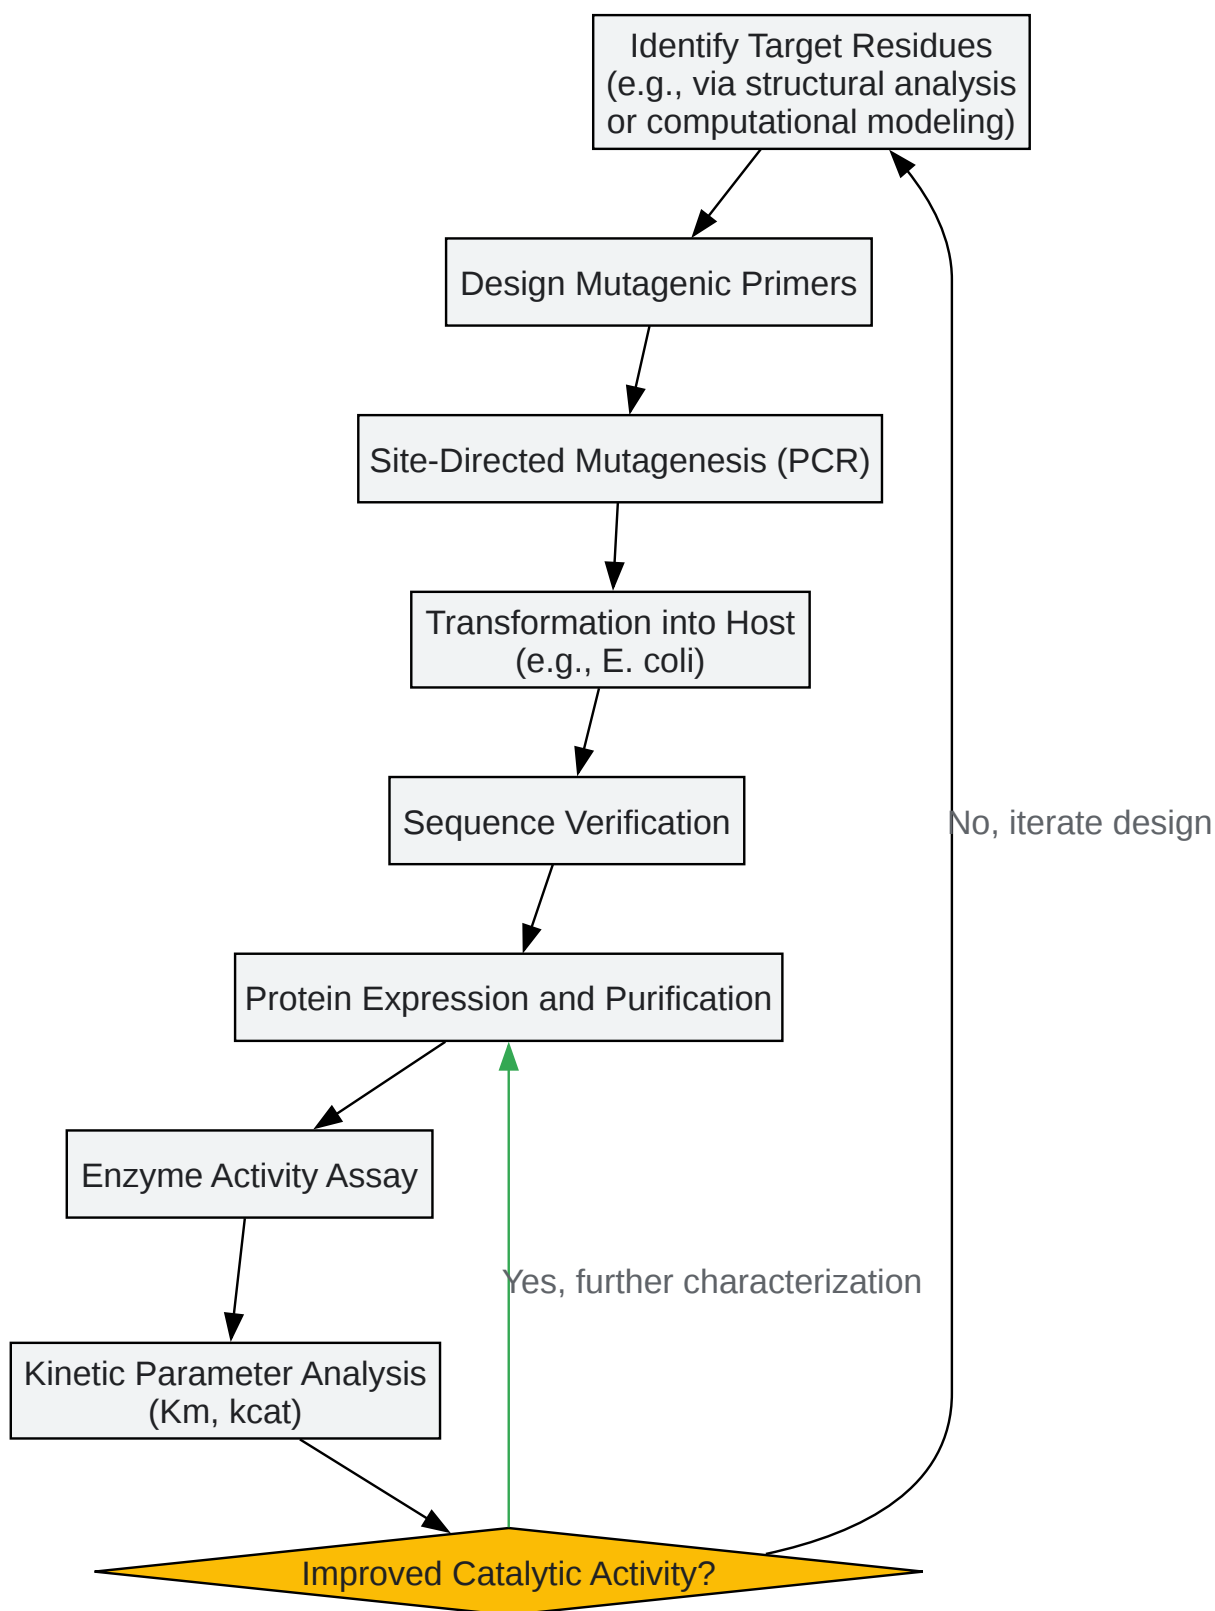 Identify Target Residues
(e.g., via structural analysis
or computational modeling)
Design Mutagenic Primers
Site-Directed Mutagenesis (PCR)
Transformation into Host
(e.g., E. coli)
Sequence Verification
No, iterate design
Protein Expression and Purification
Enzyme Activity Assay
Yes, further characterization
Kinetic Parameter Analysis
(Km, kcat)
Improved Catalytic Activity?